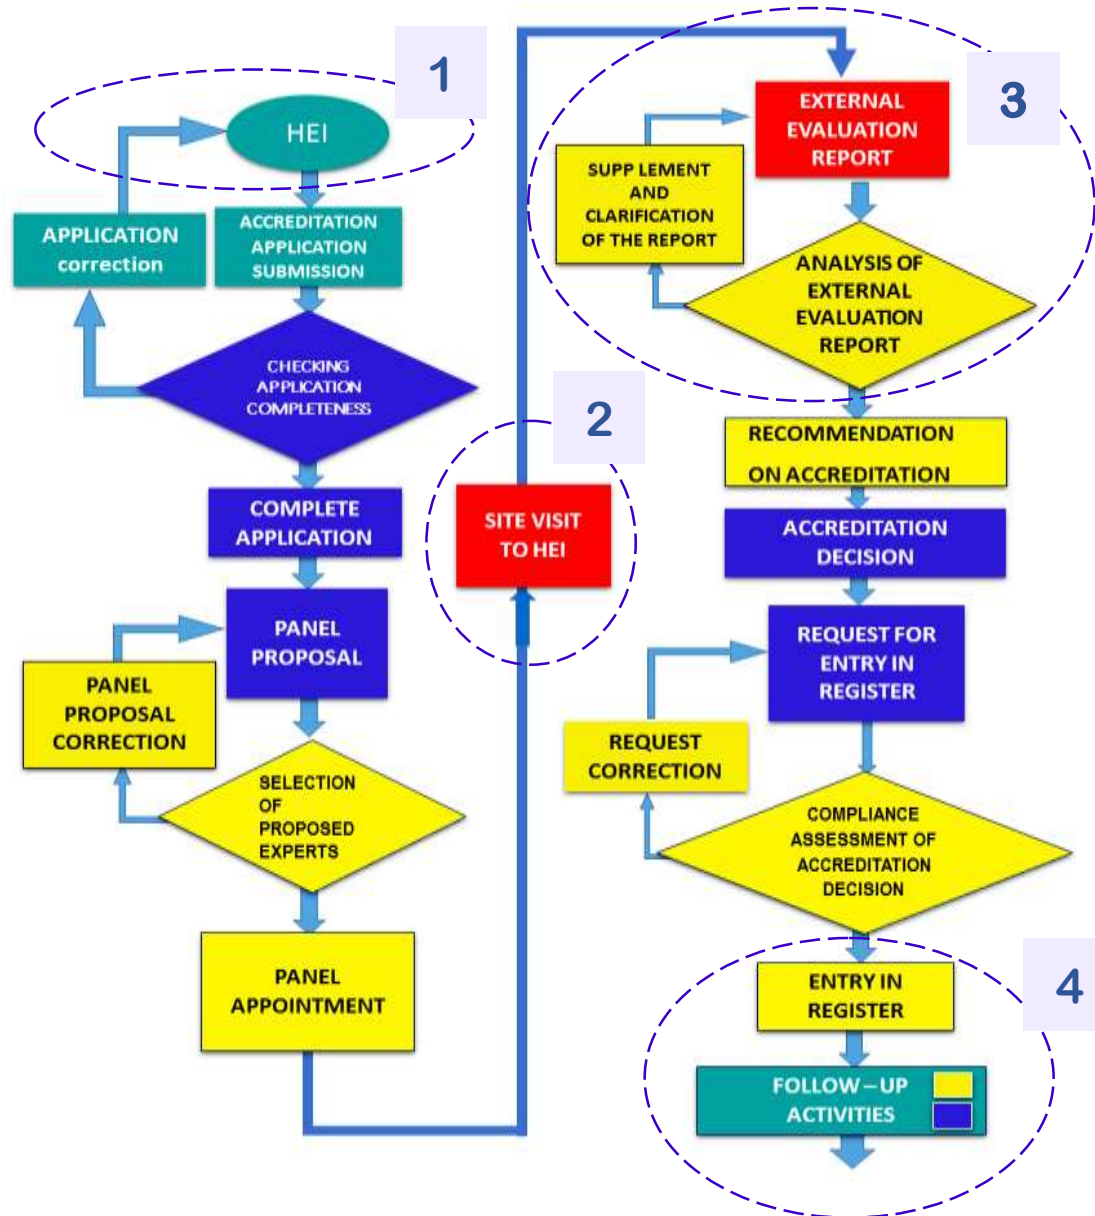 1
HEI
APPLICATION
correction
ACCREDITATION
APPLICATION
SUBMISSION
CHECKING
APPLICATION
COMPLETENESS
COMPLETE
APPLICATION
PANEL
PROPOSAL
PANEL
PROPOSAL
CORRECTION
SELECTION
OF
PROPOSED
EXPERTS
PANEL
APPOINTMENT
2
SITE VISIT
TO HEI
3
EXTERNAL
EVALUATION
REPORT
SUPP LEMENT
AND
CLARIFICATION
OF THE REPORT
ANALYSIS OF
EXTERNAL
EVALUATION
REPORT
RECOMMENDATION
ON ACCREDITATION
ACCREDITATION
DECISION
REQUEST FOR
ENTRY IN
REGISTER
REQUEST
CORRECTION
COMPLIANCE
ASSESSMENT OF
ACCREDITATION
DECISION
4
ENTRY IN
REGISTER
FOLLOW – UP
ACTIVITIES